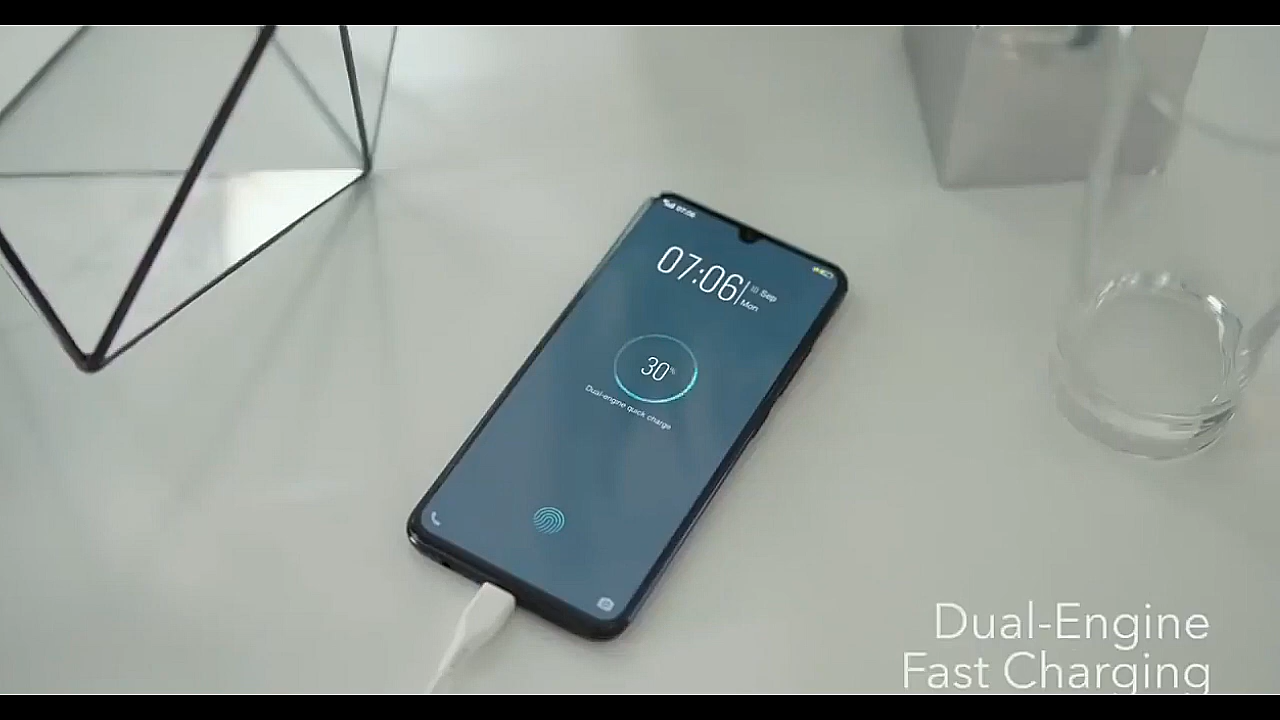 07:06
07:06
10 Sep
Mon
30%
Dual-engine quick charge
Dual-Engine
Fast Charging